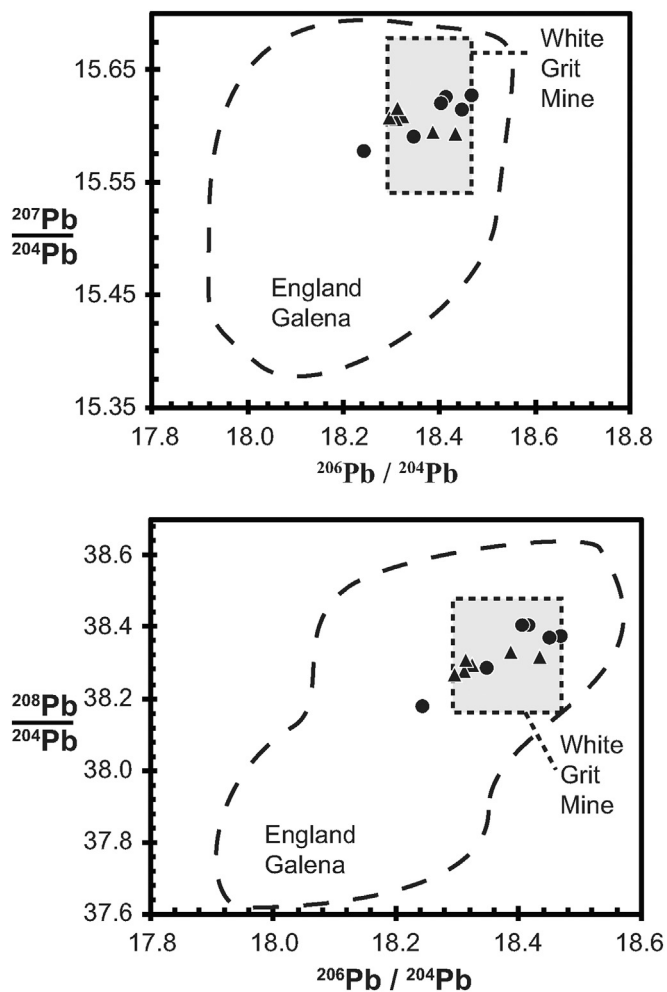 White
Grit
Mine
15.65
15.55
²⁰⁷Pb
²⁰⁴Pb
England
Galena
15.45
15.35
17.8 18.0 18.2 18.4 18.6 18.8
²⁰⁶Pb / ²⁰⁴Pb
38.6
38.4
38.2
²⁰⁸Pb
²⁰⁴Pb
38.0
White
Grit
Mine
England
Galena
37.8
37.6
17.8 18.0 18.2 18.4 18.6
²⁰⁶Pb / ²⁰⁴Pb